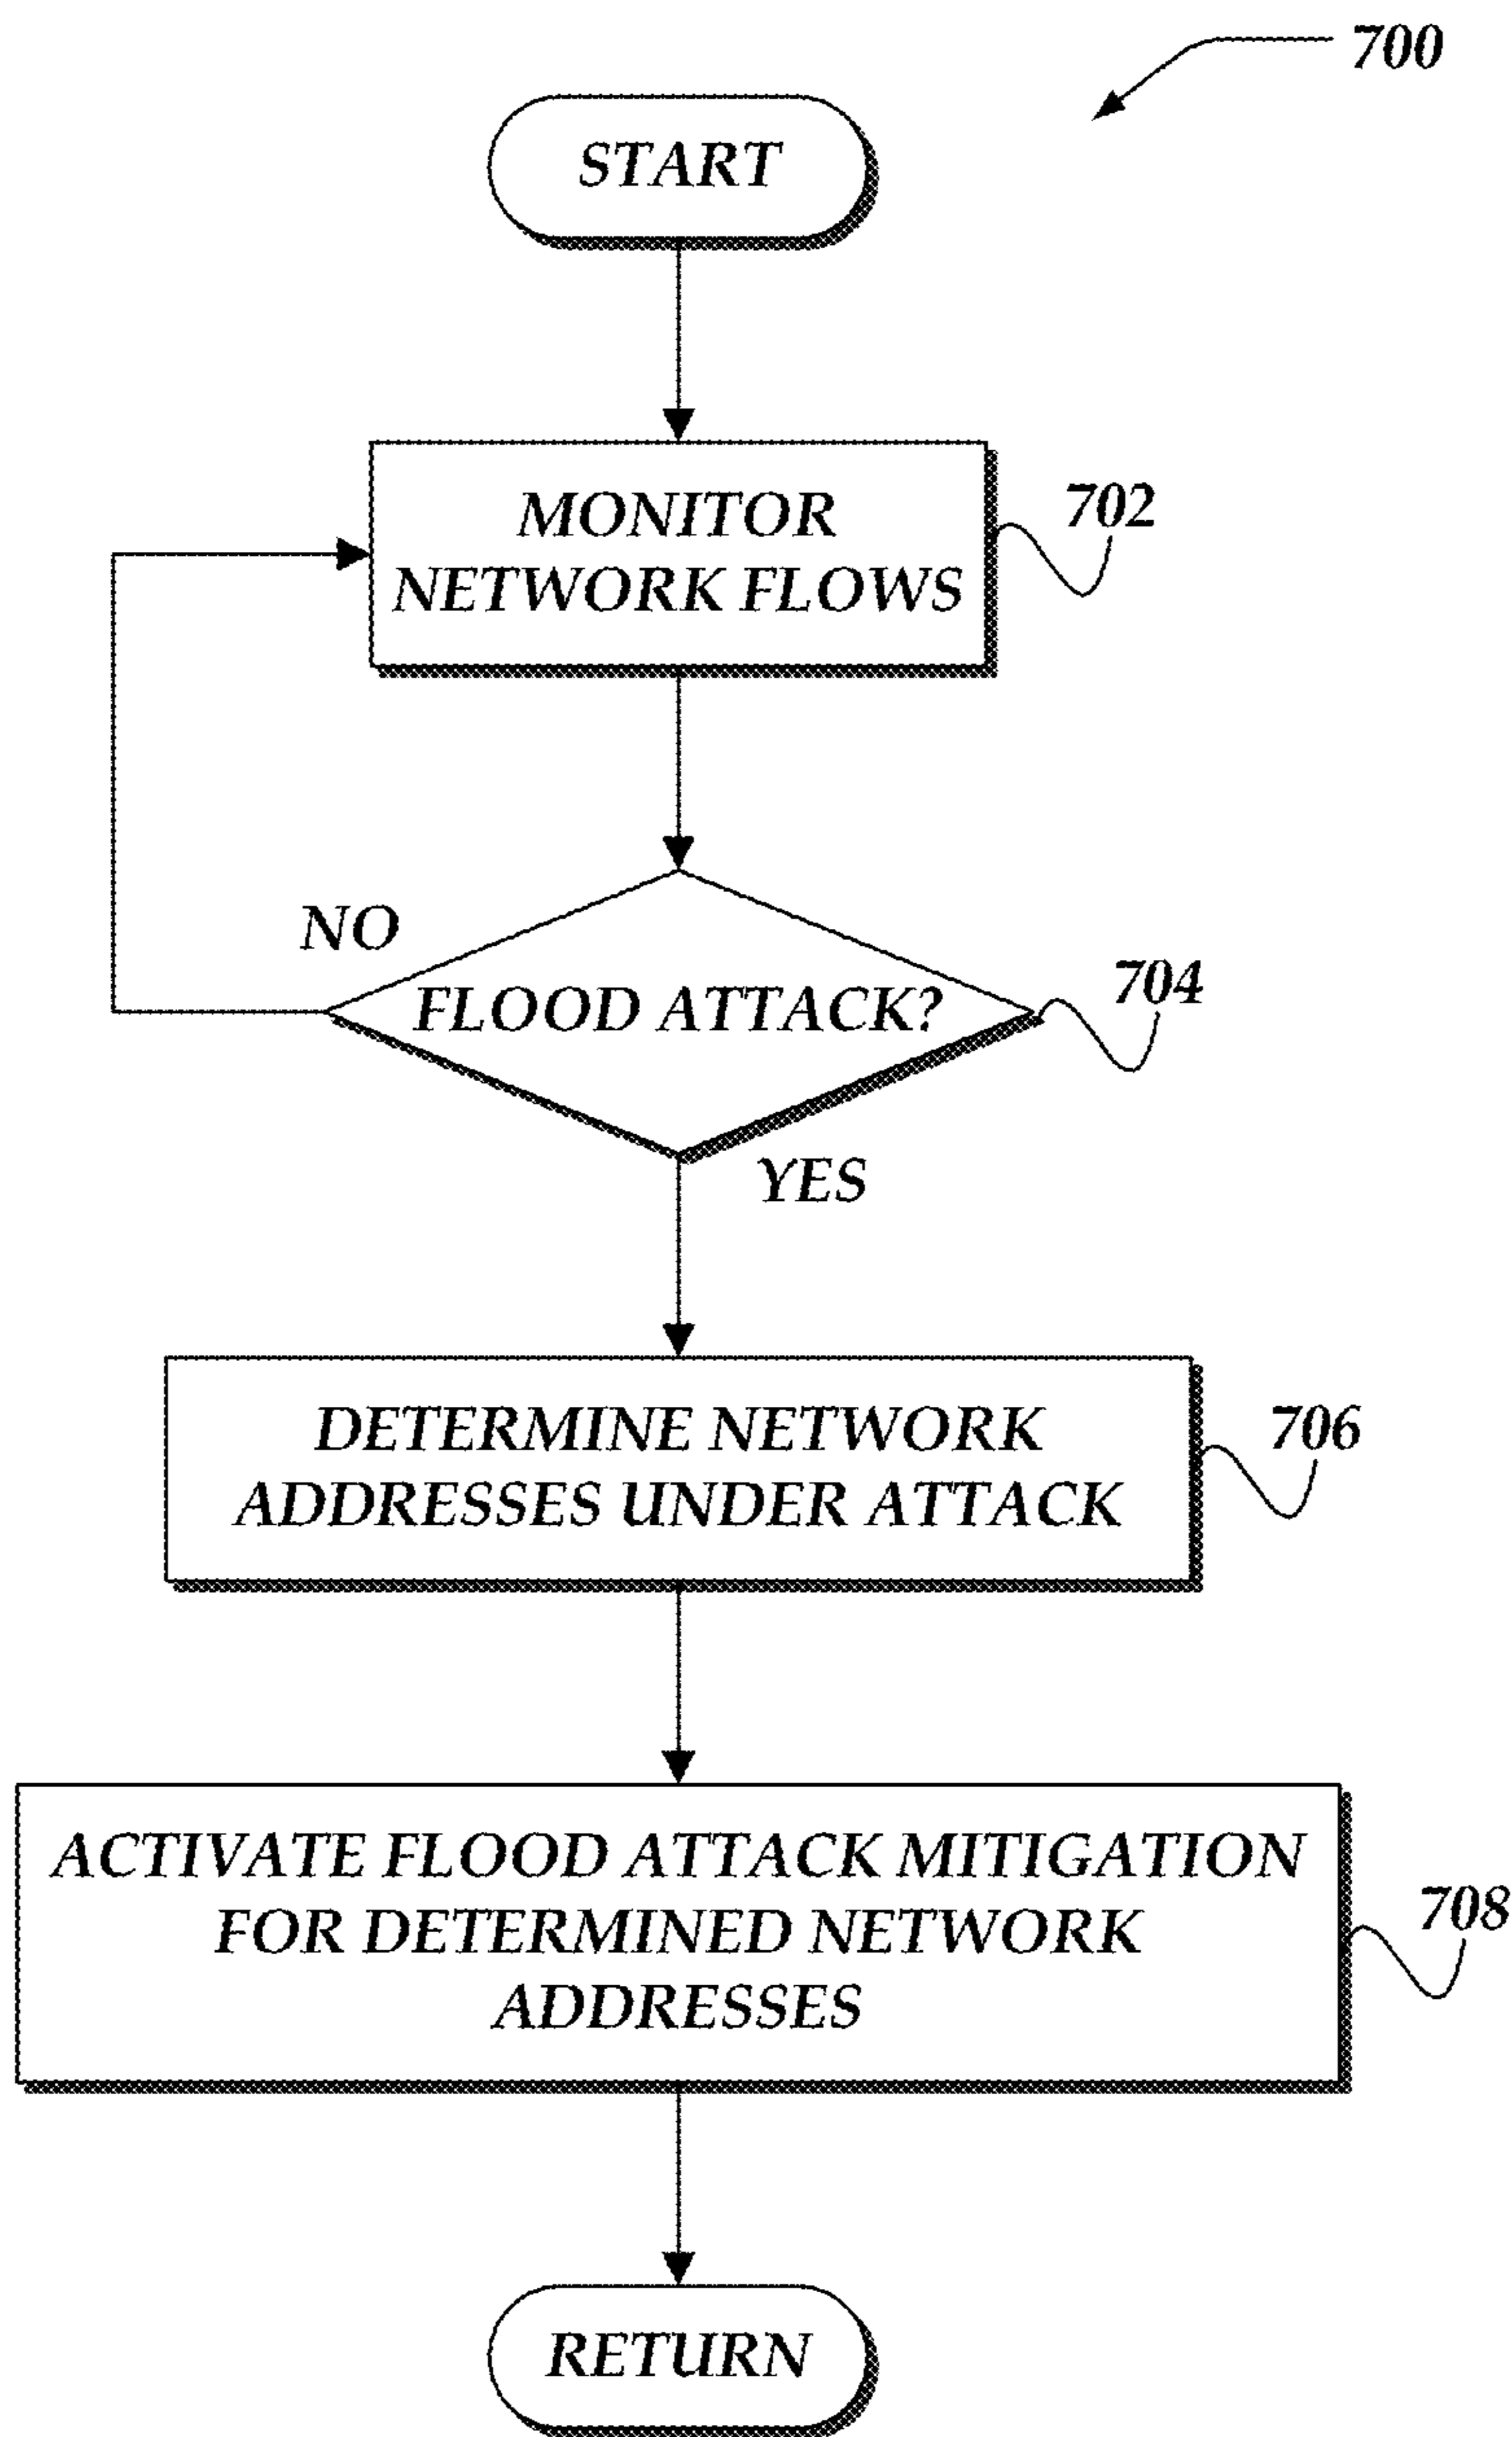 700
START
MONITOR
NETWORK FLOWS
702
NO
FLOOD ATTACK?
704
YES
DETERMINE NETWORK
ADDRESSES UNDER ATTACK
706
ACTIVATE FLOOD ATTACK MITIGATION
FOR DETERMINED NETWORK
ADDRESSES
708
RETURN